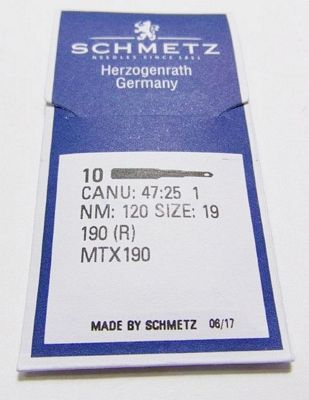 SCHMETZ
NEEDLES SINCE 1851
Herzogenrath
Germany
10
CANU: 47:25 1
NM: 120 SIZE: 19
190 (R)
MTX190
MADE BY SCHMETZ 06/17